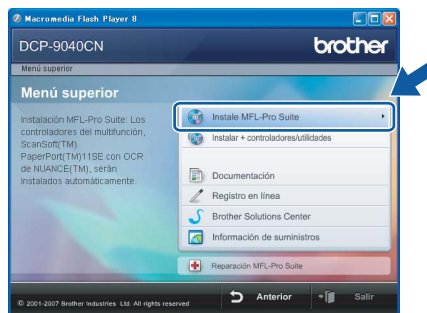 Macromedia Flash Player 8
DCP-9040CN
brother
Menú superior
Menú superior
Instalación MFL-Pro Suite: Los
controladores del multifunción,
ScanSoft(TM)
PaperPort(TM)11SE con OCR
de NUANCE(TM), serán
instalados automáticamente.
Instale MFL-Pro Suite
Instalar + controladores/utilidades
Documentación
Registro en línea
Brother Solutions Center
Información de suministros
Reparación MFL-Pro Suite
© 2001-2007 Brother Industries, Ltd. All rights reserved
Anterior
Salir